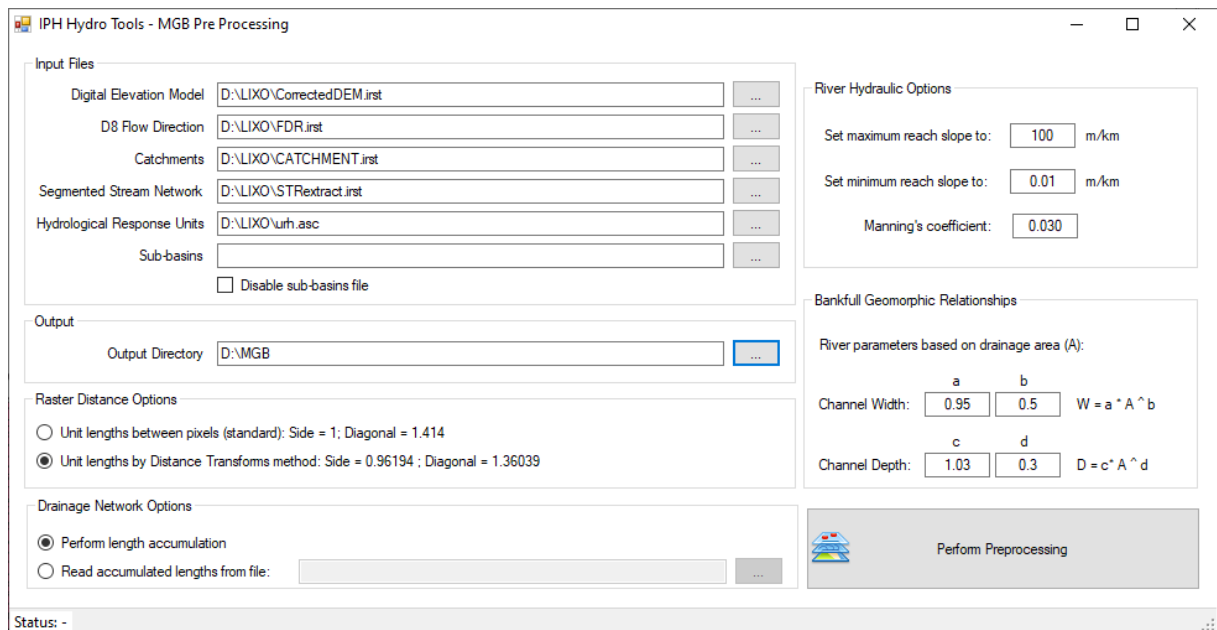 IPH Hydro Tools - MGB Pre Processing
Input Files
Digital Elevation Model D:\LIXO\CorrectedDEM.irst ...
D8 Flow Direction D:\LIXO\FDR.irst ...
Catchments D:\LIXO\CATCHMENT.irst ...
Segmented Stream Network D:\LIXO\STRextract.irst ...
Hydrological Response Units D:\LIXO\urh.asc ...
Sub-basins ...
Disable sub-basins file
Output
Output Directory D:\MGB ...
Raster Distance Options
Unit lengths between pixels (standard): Side = 1; Diagonal = 1.414
Unit lengths by Distance Transforms method: Side = 0.96194 ; Diagonal = 1.36039
Drainage Network Options
Perform length accumulation
Read accumulated lengths from file: ...
River Hydraulic Options
Set maximum reach slope to: 100 m/km
Set minimum reach slope to: 0.01 m/km
Manning's coefficient: 0.030
Bankfull Geomorphic Relationships
River parameters based on drainage area (A):
a b
Channel Width: 0.95 0.5 W = a * A ^ b
c d
Channel Depth: 1.03 0.3 D = c* A ^ d
Perform Preprocessing
Status: -